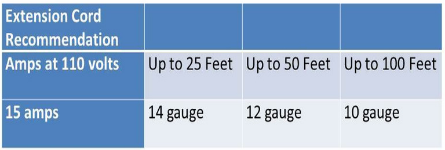 Extension Cord
Recommendation
Amps at 110 volts Up to 25 Feet Up to 50 Feet Up to 100 Feet
15 amps 14 gauge 12 gauge 10 gauge